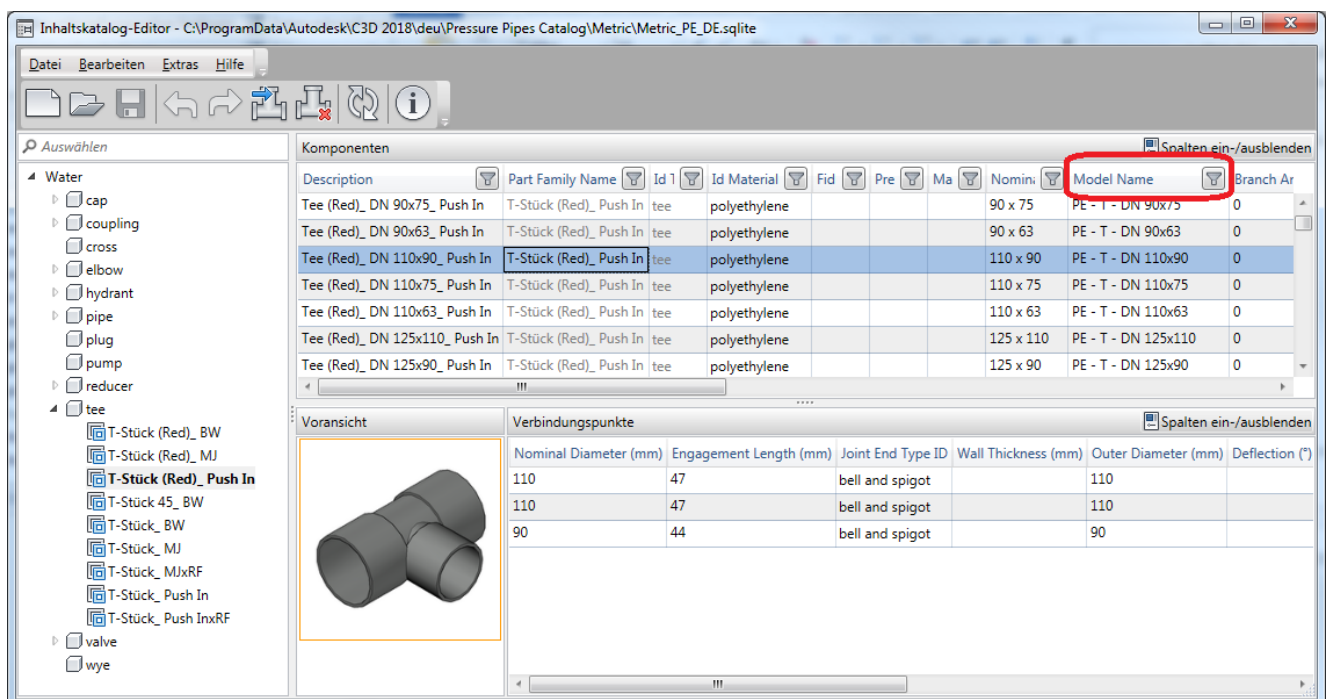 Inhaltskatalog-Editor - C:\ProgramData\Autodesk\C3D 2018\deu\Pressure Pipes Catalog\Metric\Metric_PE_DE.sqlite
Datei Bearbeiten Extras Hilfe
Auswählen
Komponenten Spalten ein-/ausblenden
Water
cap
coupling
cross
elbow
hydrant
pipe
plug
pump
reducer
tee
T-Stück (Red)_ BW
T-Stück (Red)_ MJ
T-Stück (Red)_ Push In
T-Stück 45_ BW
T-Stück_ BW
T-Stück_ MJ
T-Stück_ MJxRF
T-Stück_ Push In
T-Stück_ Push InxRF
valve
wye
Description Part Family Name Id 1 Id Material Fid Pre Ma Nomin Model Name Branch Ar
Tee (Red)_ DN 90x75_ Push In T-Stück (Red)_ Push In tee polyethylene 90 x 75 PE - T - DN 90x75 0
Tee (Red)_ DN 90x63_ Push In T-Stück (Red)_ Push In tee polyethylene 90 x 63 PE - T - DN 90x63 0
Tee (Red)_ DN 110x90_ Push In T-Stück (Red)_ Push In tee polyethylene 110 x 90 PE - T - DN 110x90 0
Tee (Red)_ DN 110x75_ Push In T-Stück (Red)_ Push In tee polyethylene 110 x 75 PE - T - DN 110x75 0
Tee (Red)_ DN 110x63_ Push In T-Stück (Red)_ Push In tee polyethylene 110 x 63 PE - T - DN 110x63 0
Tee (Red)_ DN 125x110_ Push In T-Stück (Red)_ Push In tee polyethylene 125 x 110 PE - T - DN 125x110 0
Tee (Red)_ DN 125x90_ Push In T-Stück (Red)_ Push In tee polyethylene 125 x 90 PE - T - DN 125x90 0
Voransicht
Verbindungspunkte Spalten ein-/ausblenden
Nominal Diameter (mm) Engagement Length (mm) Joint End Type ID Wall Thickness (mm) Outer Diameter (mm) Deflection (°)
110 47 bell and spigot 110
110 47 bell and spigot 110
90 44 bell and spigot 90